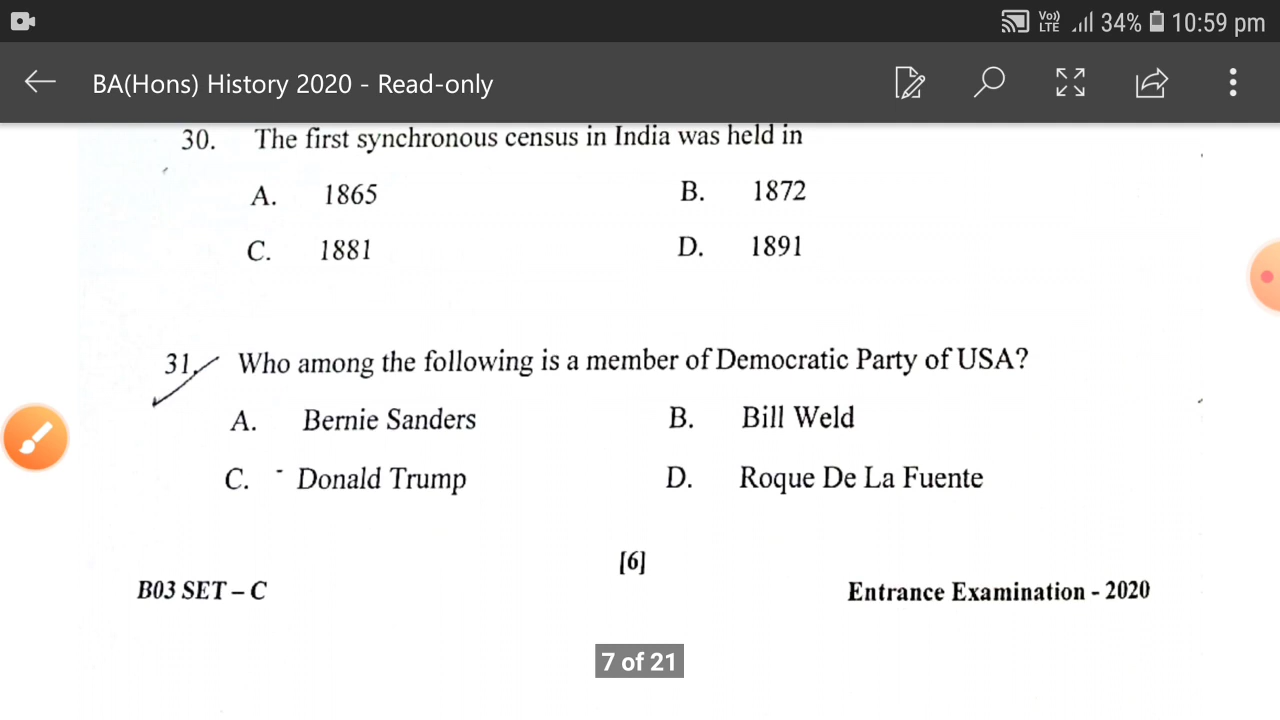 Vo)) LTE 34% 10:59 pm
BA(Hons) History 2020 - Read-only
30. The first synchronous census in India was held in
A. 1865 B. 1872
C. 1881 D. 1891
31. Who among the following is a member of Democratic Party of USA?
A. Bernie Sanders B. Bill Weld
C. Donald Trump D. Roque De La Fuente
[6]
B03 SET – C Entrance Examination - 2020
7 of 21